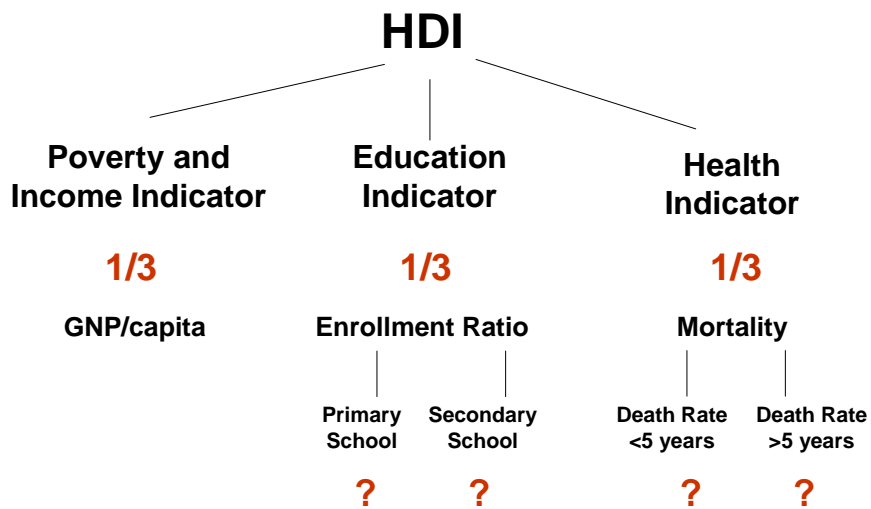 HDI
Poverty and
Income Indicator
Education
Indicator
Health
Indicator
1/3
1/3
1/3
GNP/capita
Enrollment Ratio
Mortality
Primary
School
Secondary
School
Death Rate
<5 years
Death Rate
>5 years
?
?
?
?